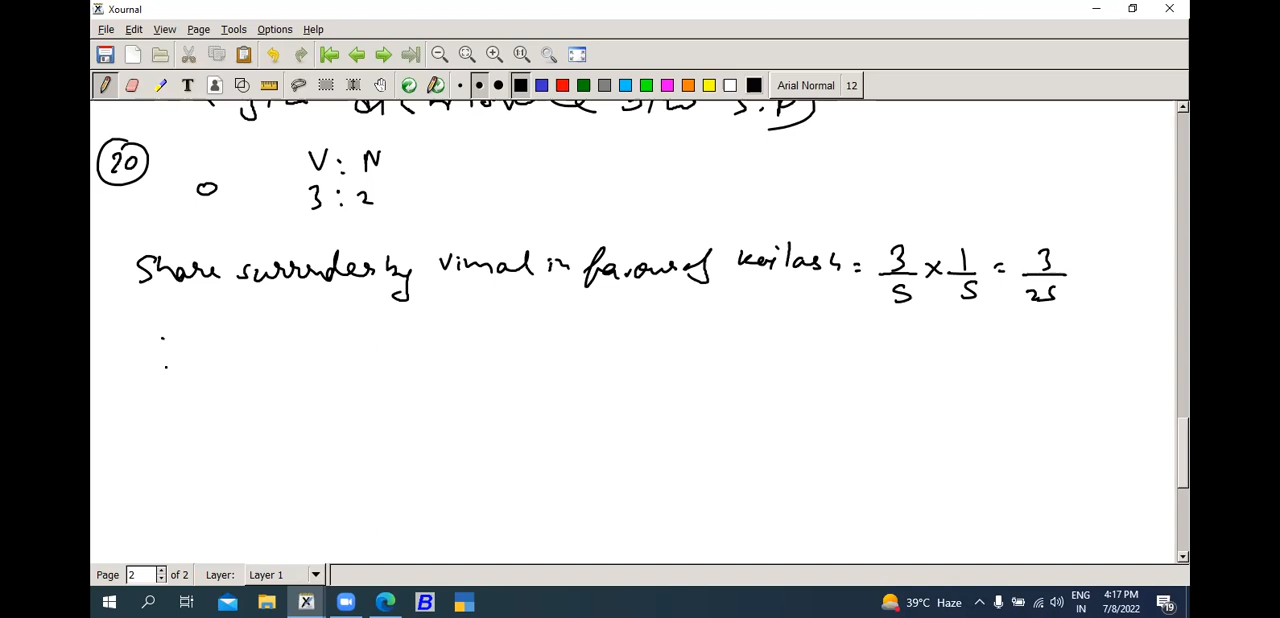 Xournal
File Edit View Page Tools Options Help
T Arial Normal 12
20
V : N
0 3 : 2
Share surrender by vimal in favour of kailash = 3/5 × 1/5 = 3/25
Page 2 of 2 Layer: Layer 1
B 39°C Haze ENG IN 4:17 PM 7/8/2022 19